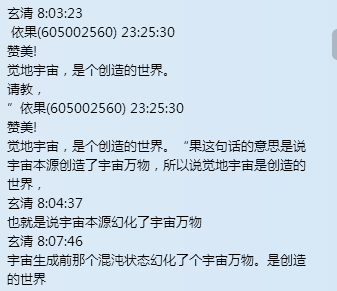 玄清 8:03:23
依果(605002560) 23:25:30
赞美!
觉地宇宙，是个创造的世界。
请教，
”依果(605002560) 23:25:30
赞美!
觉地宇宙，是个创造的世界。“果这句话的意思是说
宇宙本源创造了宇宙万物，所以说觉地宇宙是创造的
世界，
玄清 8:04:37
也就是说宇宙本源幻化了宇宙万物
玄清 8:07:46
宇宙生成前那个混沌状态幻化了个宇宙万物。是创造
的世界